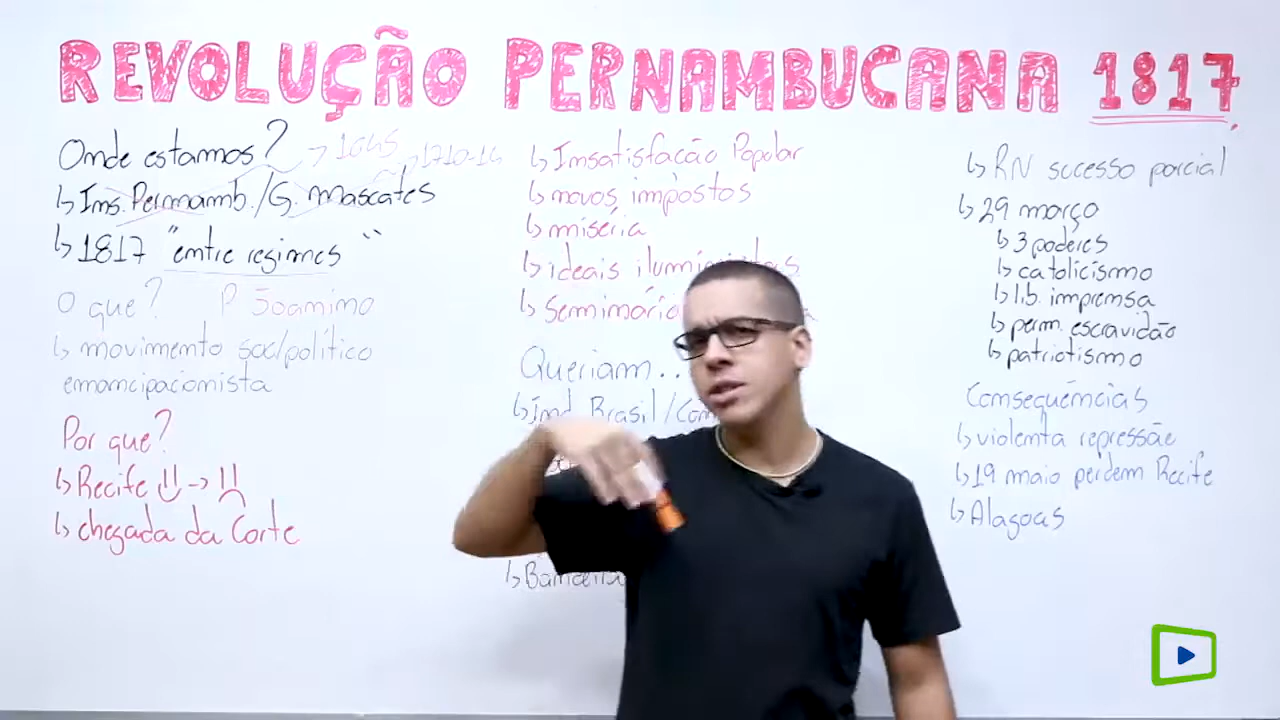 REVOLUÇÃO PERNAMBUCANA 1817
Onde estamos? → 1645, 1710-14
↳ Ins. Pernamb./G. mascates
↳ 1817 "entre regimes"
O que? P Joanino
↳ movimento soc/político
emancipacionista
Por que?
↳ Recife →
↳ chegada da Corte
↳ Insatisfacão Popular
↳ novos impostos
↳ miséria
↳ ideais iluministas
↳ Seminário
Queriam..
↳ Ind. Brasil/
↳
↳ RN sucesso parcial
↳ 29 março
↳ 3 poderes
↳ catolicismo
↳ lib. imprensa
↳ perm. escravidão
↳ patriotismo
Consequências
↳ violenta repressão
↳ 19 maio perdem Recife
↳ Alagoas